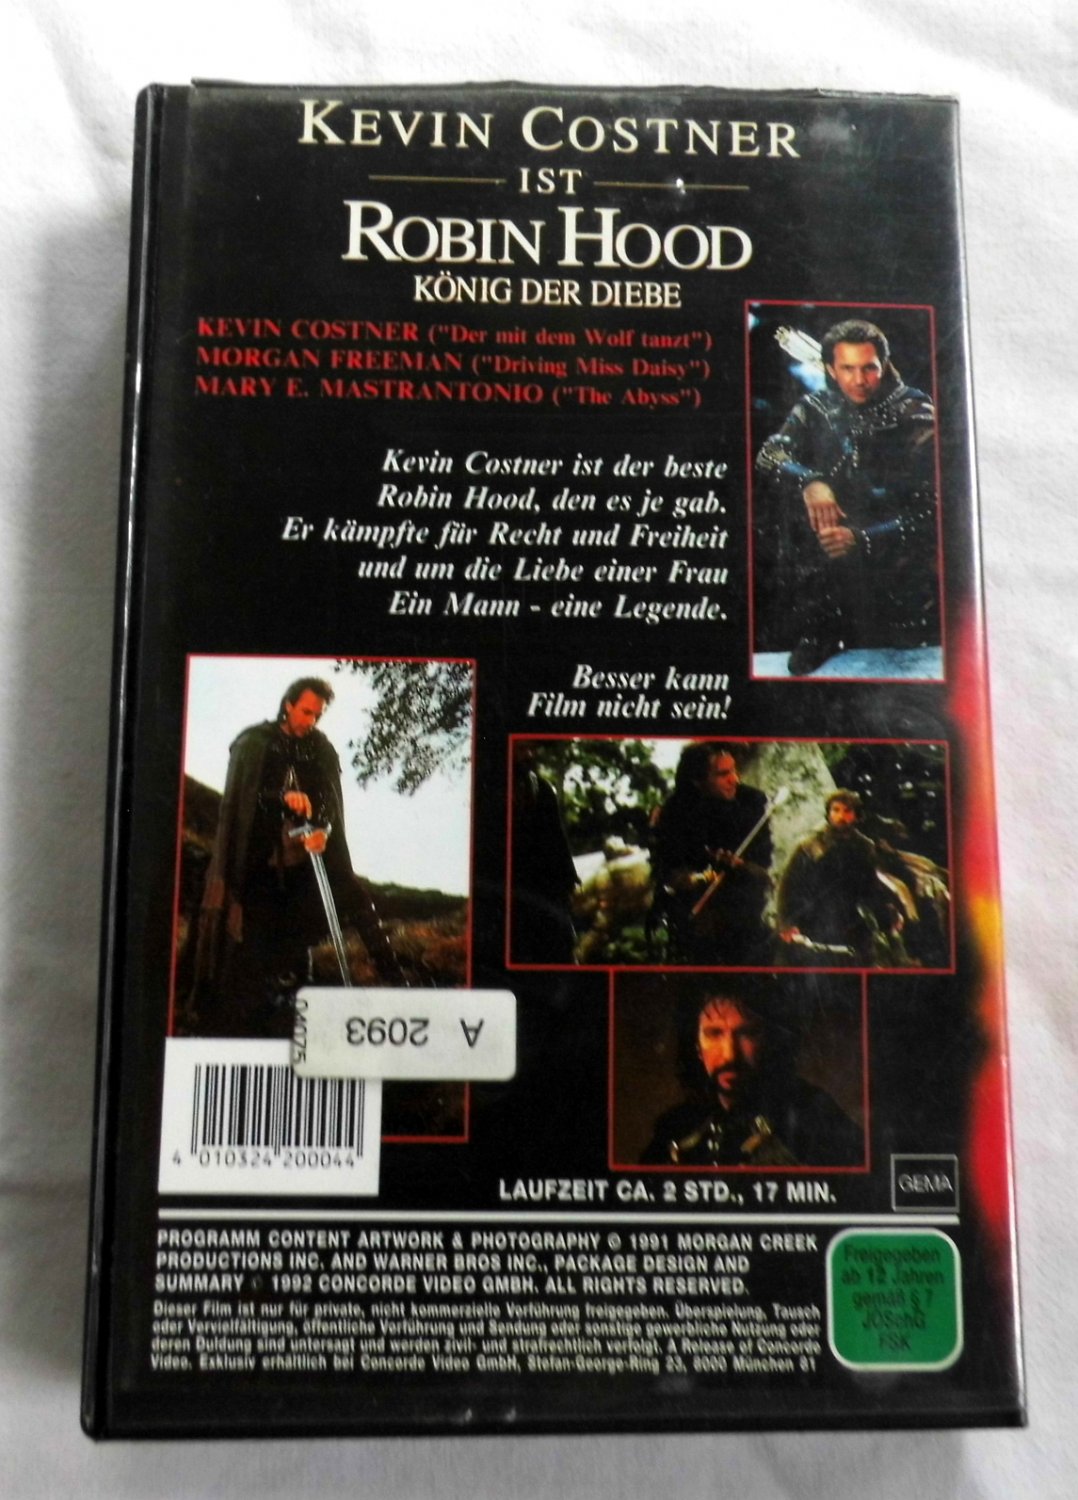 KEVIN COSTNER
IST
ROBIN HOOD
KÖNIG DER DIEBE
KEVIN COSTNER ("Der mit dem Wolf tanzt")
MORGAN FREEMAN ("Driving Miss Daisy")
MARY E. MASTRANTONIO ("The Abyss")
Kevin Costner ist der beste
Robin Hood, den es je gab.
Er kämpfte für Recht und Freiheit
und um die Liebe einer Frau
Ein Mann - eine Legende.
Besser kann
Film nicht sein!
A 2093
04075
4 010324 200044
LAUFZEIT CA. 2 STD., 17 MIN.
GEMA
PROGRAMM CONTENT ARTWORK & PHOTOGRAPHY © 1991 MORGAN CREEK
PRODUCTIONS INC. AND WARNER BROS INC., PACKAGE DESIGN AND
SUMMARY © 1992 CONCORDE VIDEO GMBH. ALL RIGHTS RESERVED.
Dieser Film ist nur für private, nicht kommerzielle Vorführung freigegeben. Überspielung, Tausch
oder Vervielfältigung, öffentliche Vorführung und Sendung oder sonstige gewerbliche Nutzung oder
deren Duldung sind untersagt und werden zivil- und strafrechtlich verfolgt. A Release of Concorde
Video. Exklusiv erhältlich bei Concorde Video GmbH, Stefan-George-Ring 23, 8000 München 81
Freigegeben
ab 12 Jahren
gemäß § 7
JÖSchG
FSK